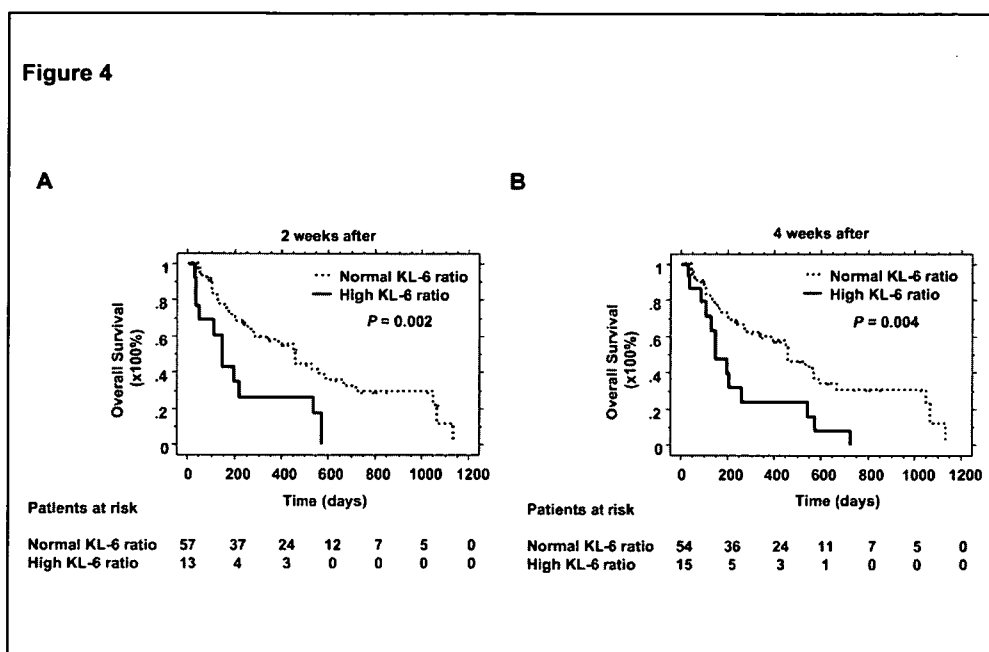 Figure 4
A
2 weeks after
1
.8
.6
.4
.2
0
Overall Survival
(x100%)
Normal KL-6 ratio
High KL-6 ratio
P = 0.002
0 200 400 600 800 1000 1200
Time (days)
Patients at risk
Normal KL-6 ratio 57 37 24 12 7 5 0
High KL-6 ratio 13 4 3 0 0 0 0
B
4 weeks after
1
.8
.6
.4
.2
0
Overall Survival
(x100%)
Normal KL-6 ratio
High KL-6 ratio
P = 0.004
0 200 400 600 800 1000 1200
Time (days)
Patients at risk
Normal KL-6 ratio 54 36 24 11 7 5 0
High KL-6 ratio 15 5 3 1 0 0 0